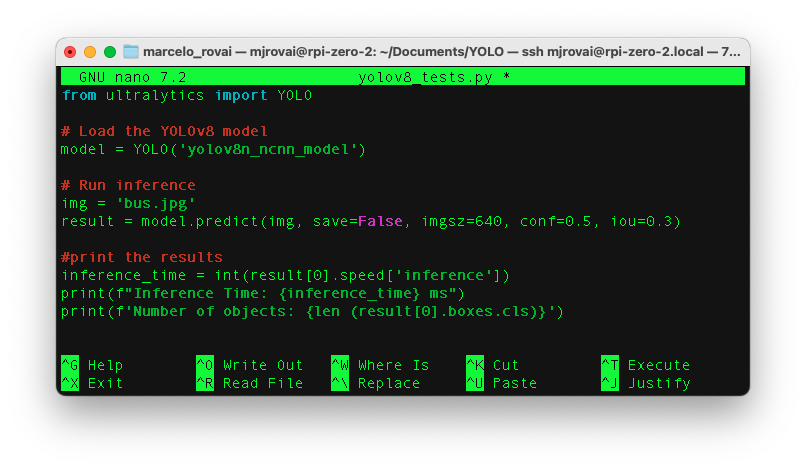 marcelo_rovai — mjrovai@rpi-zero-2: ~/Documents/YOLO — ssh mjrovai@rpi-zero-2.local — 7...
GNU nano 7.2 yolov8_tests.py *
from ultralytics import YOLO
# Load the YOLOv8 model
model = YOLO('yolov8n_ncnn_model')
# Run inference
img = 'bus.jpg'
result = model.predict(img, save=False, imgsz=640, conf=0.5, iou=0.3)
#print the results
inference_time = int(result[0].speed['inference'])
print(f"Inference Time: {inference_time} ms")
print(f'Number of objects: {len (result[0].boxes.cls)}')
^G Help ^O Write Out ^W Where Is ^K Cut ^T Execute
^X Exit ^R Read File ^\ Replace ^U Paste ^J Justify